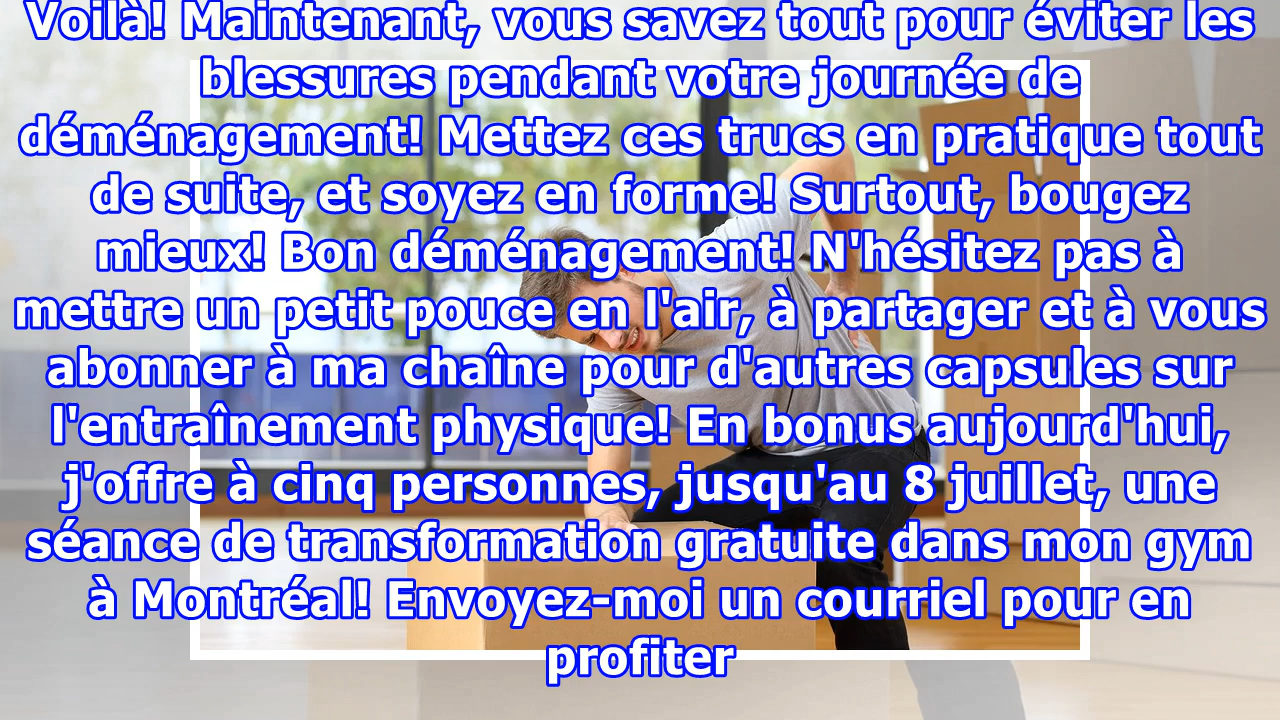 Voilà! Maintenant, vous savez tout pour éviter les
blessures pendant votre journée de
déménagement! Mettez ces trucs en pratique tout
de suite, et soyez en forme! Surtout, bougez
mieux! Bon déménagement! N'hésitez pas à
mettre un petit pouce en l'air, à partager et à vous
abonner à ma chaîne pour d'autres capsules sur
l'entraînement physique! En bonus aujourd'hui,
j'offre à cinq personnes, jusqu'au 8 juillet, une
séance de transformation gratuite dans mon gym
à Montréal! Envoyez-moi un courriel pour en
profiter